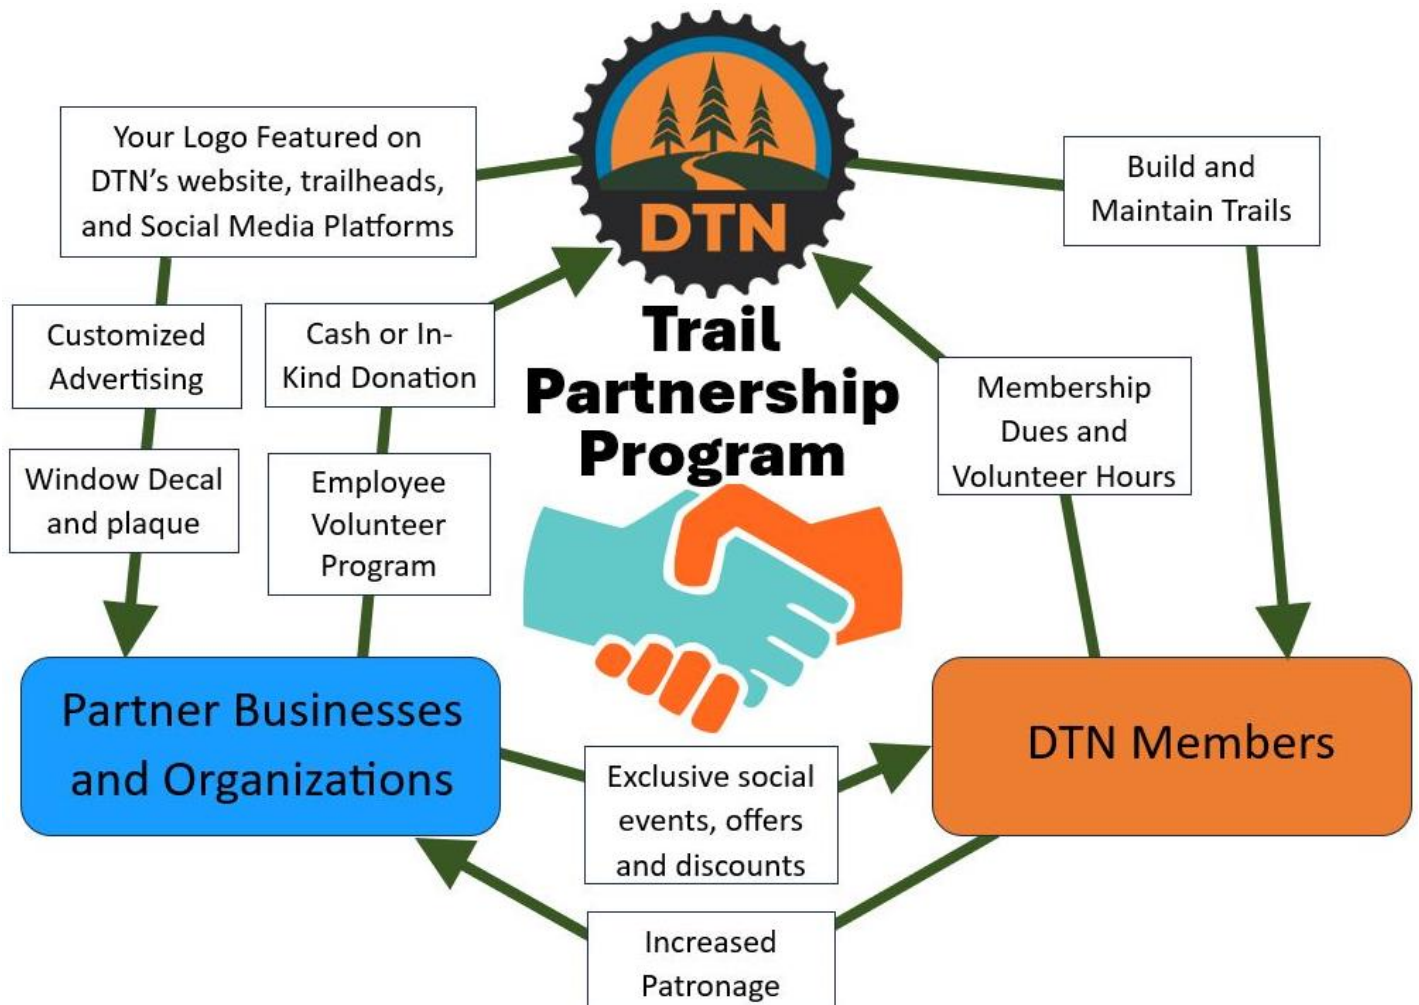 DTN
Trail
Partnership
Program
Your Logo Featured on
DTN's website, trailheads,
and Social Media Platforms
Customized
Advertising
Window Decal
and plaque
Cash or In-
Kind Donation
Employee
Volunteer
Program
Build and
Maintain Trails
Membership
Dues and
Volunteer Hours
Partner Businesses
and Organizations
DTN Members
Exclusive social
events, offers
and discounts
Increased
Patronage